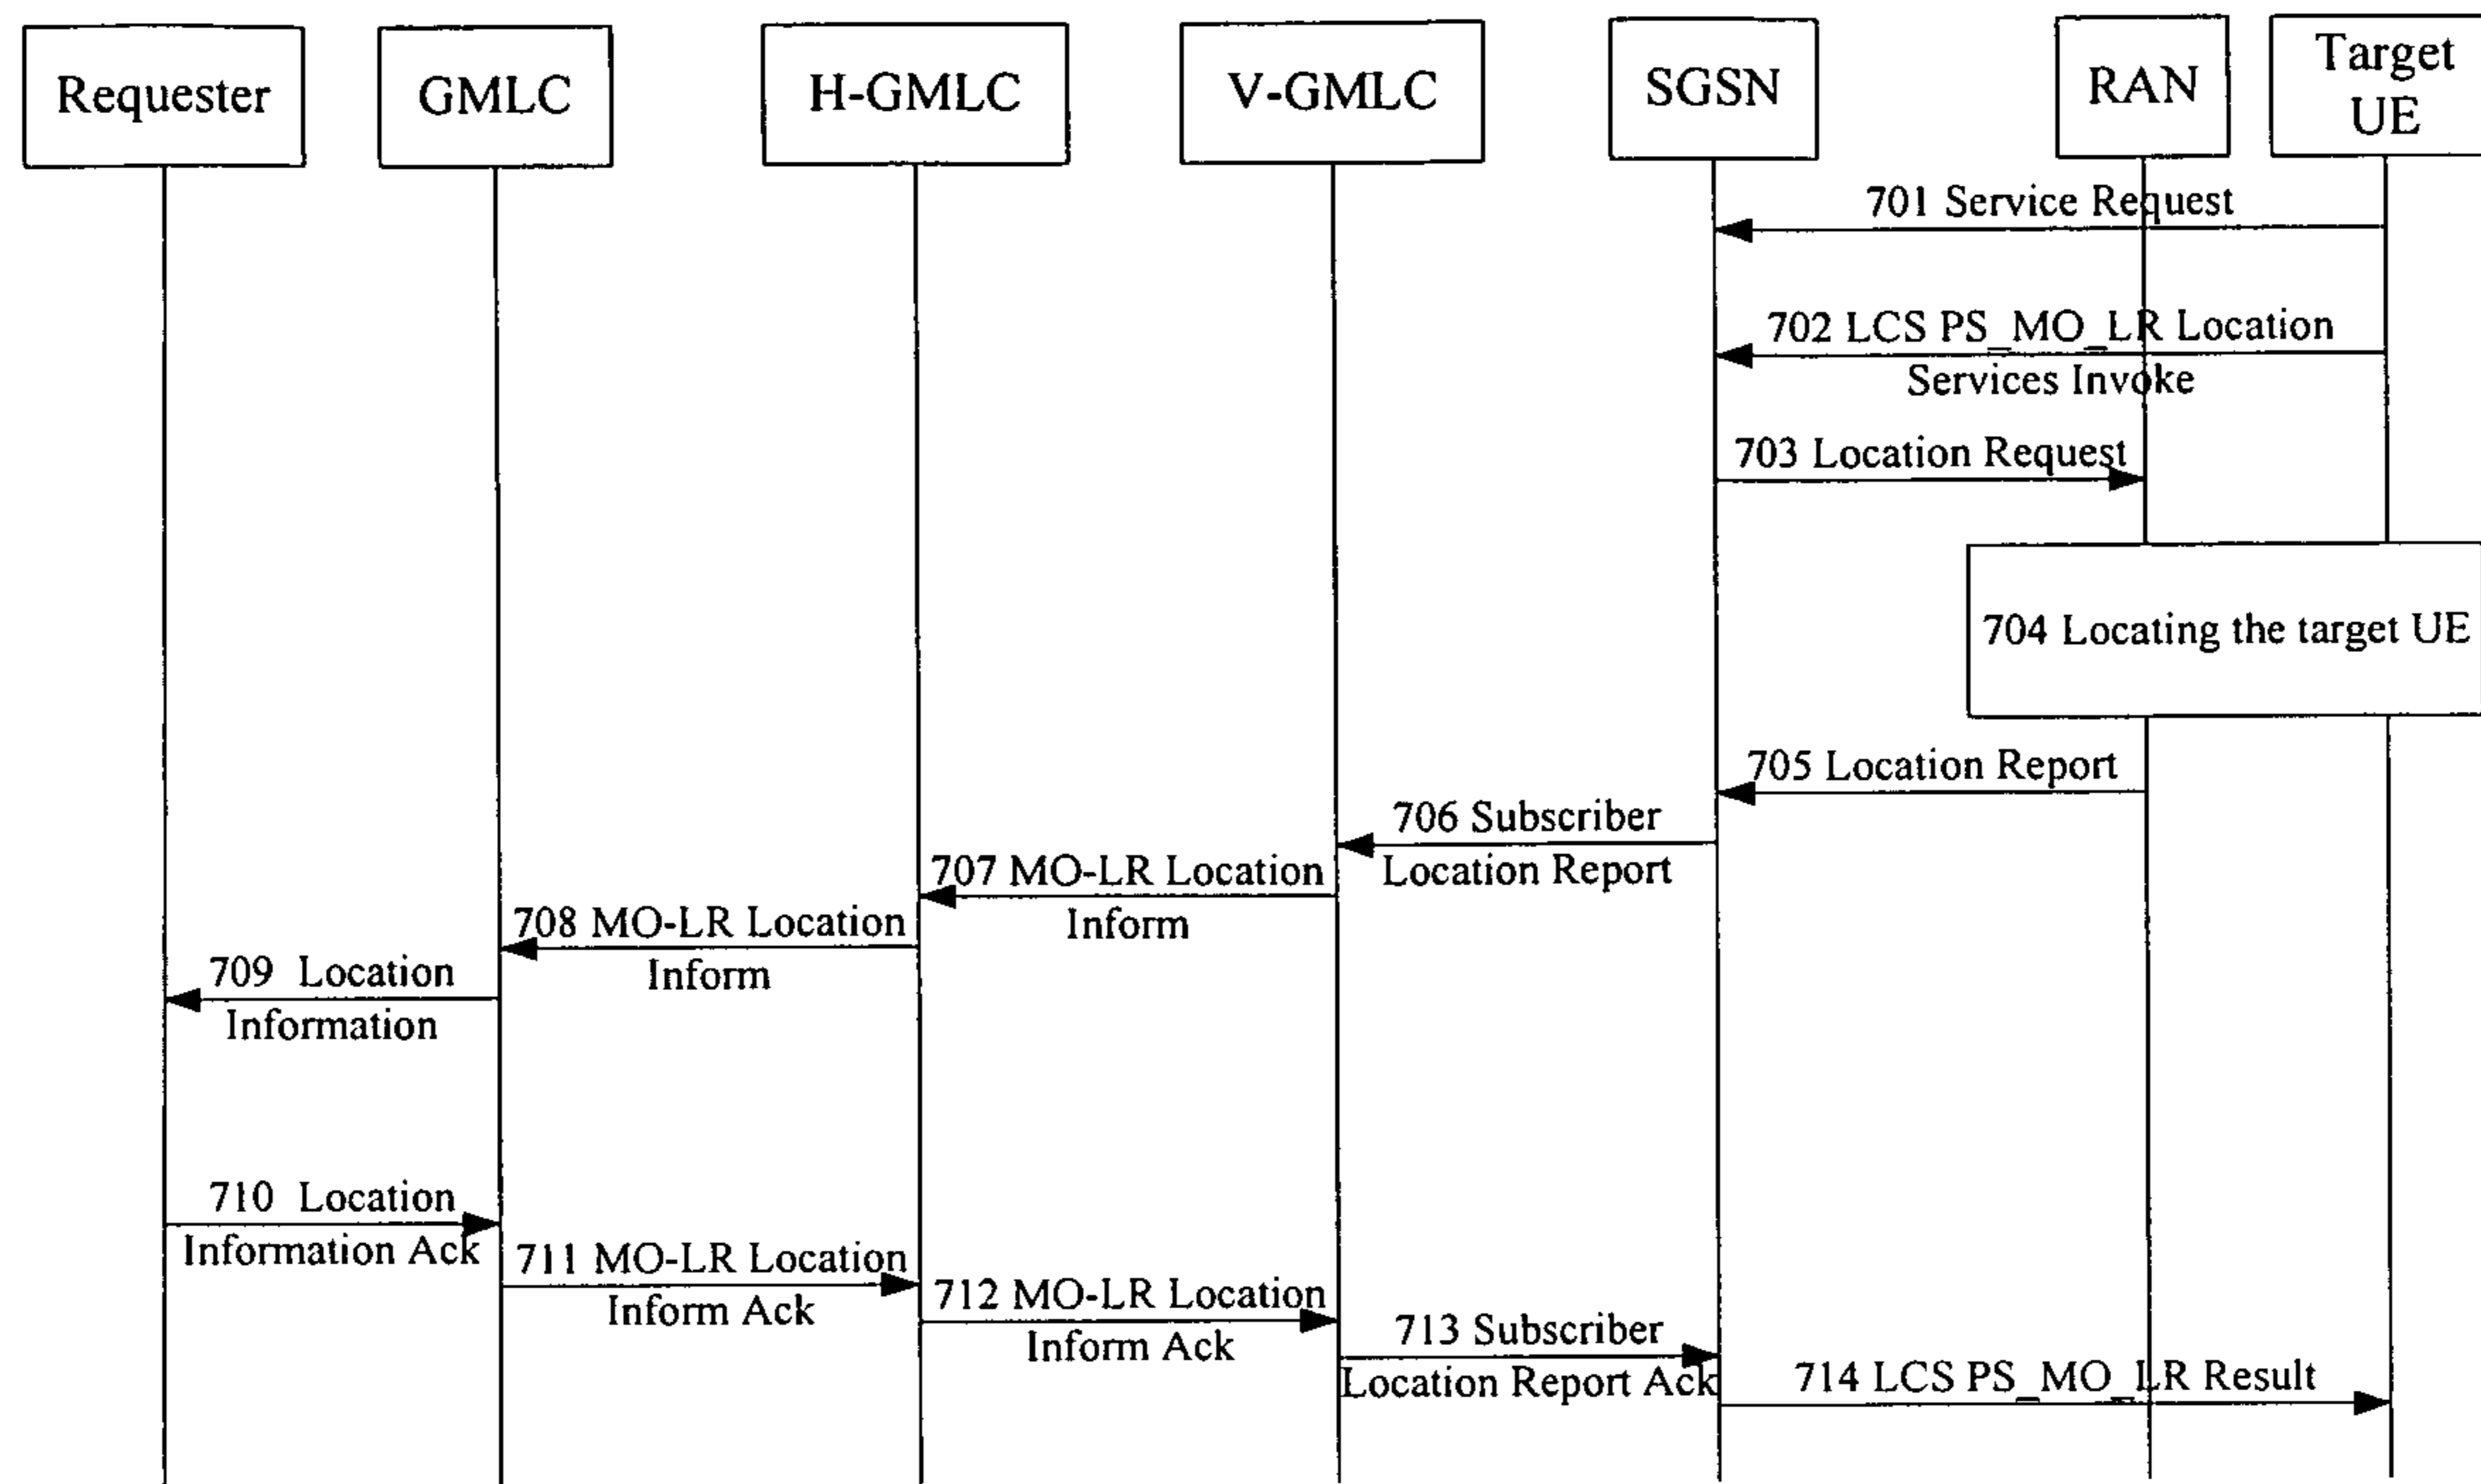 Requester
GMLC
H-GMLC
V-GMLC
SGSN
RAN
Target
UE
701 Service Request
702 LCS PS_MO_LR Location
Services Invoke
703 Location Request
704 Locating the target UE
705 Location Report
706 Subscriber
Location Report
707 MO-LR Location
Inform
708 MO-LR Location
Inform
709 Location
Information
710 Location
Information Ack
711 MO-LR Location
Inform Ack
712 MO-LR Location
Inform Ack
713 Subscriber
Location Report Ack
714 LCS PS_MO_LR Result